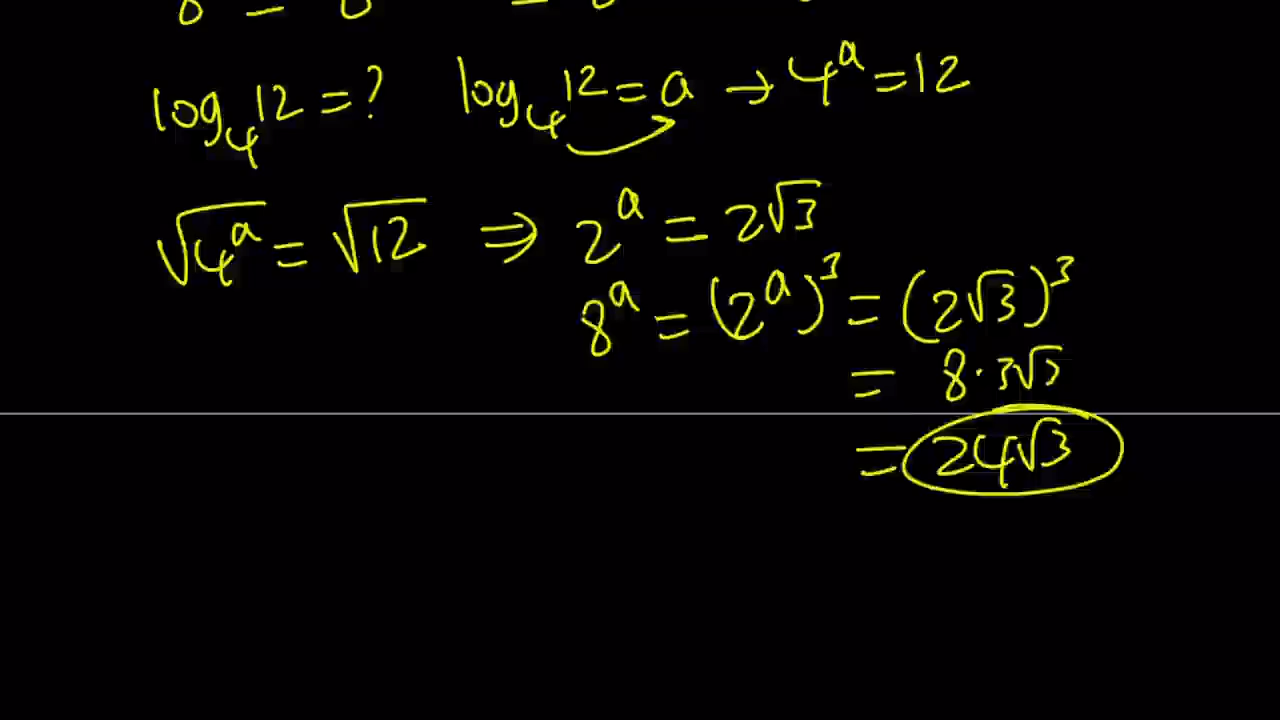 log₄12 = ? log₄12 = a → 4ᵃ = 12
√4ᵃ = √12 ⇒ 2ᵃ = 2√3
8ᵃ = (2ᵃ)³ = (2√3)³
= 8·3√3
= 24√3